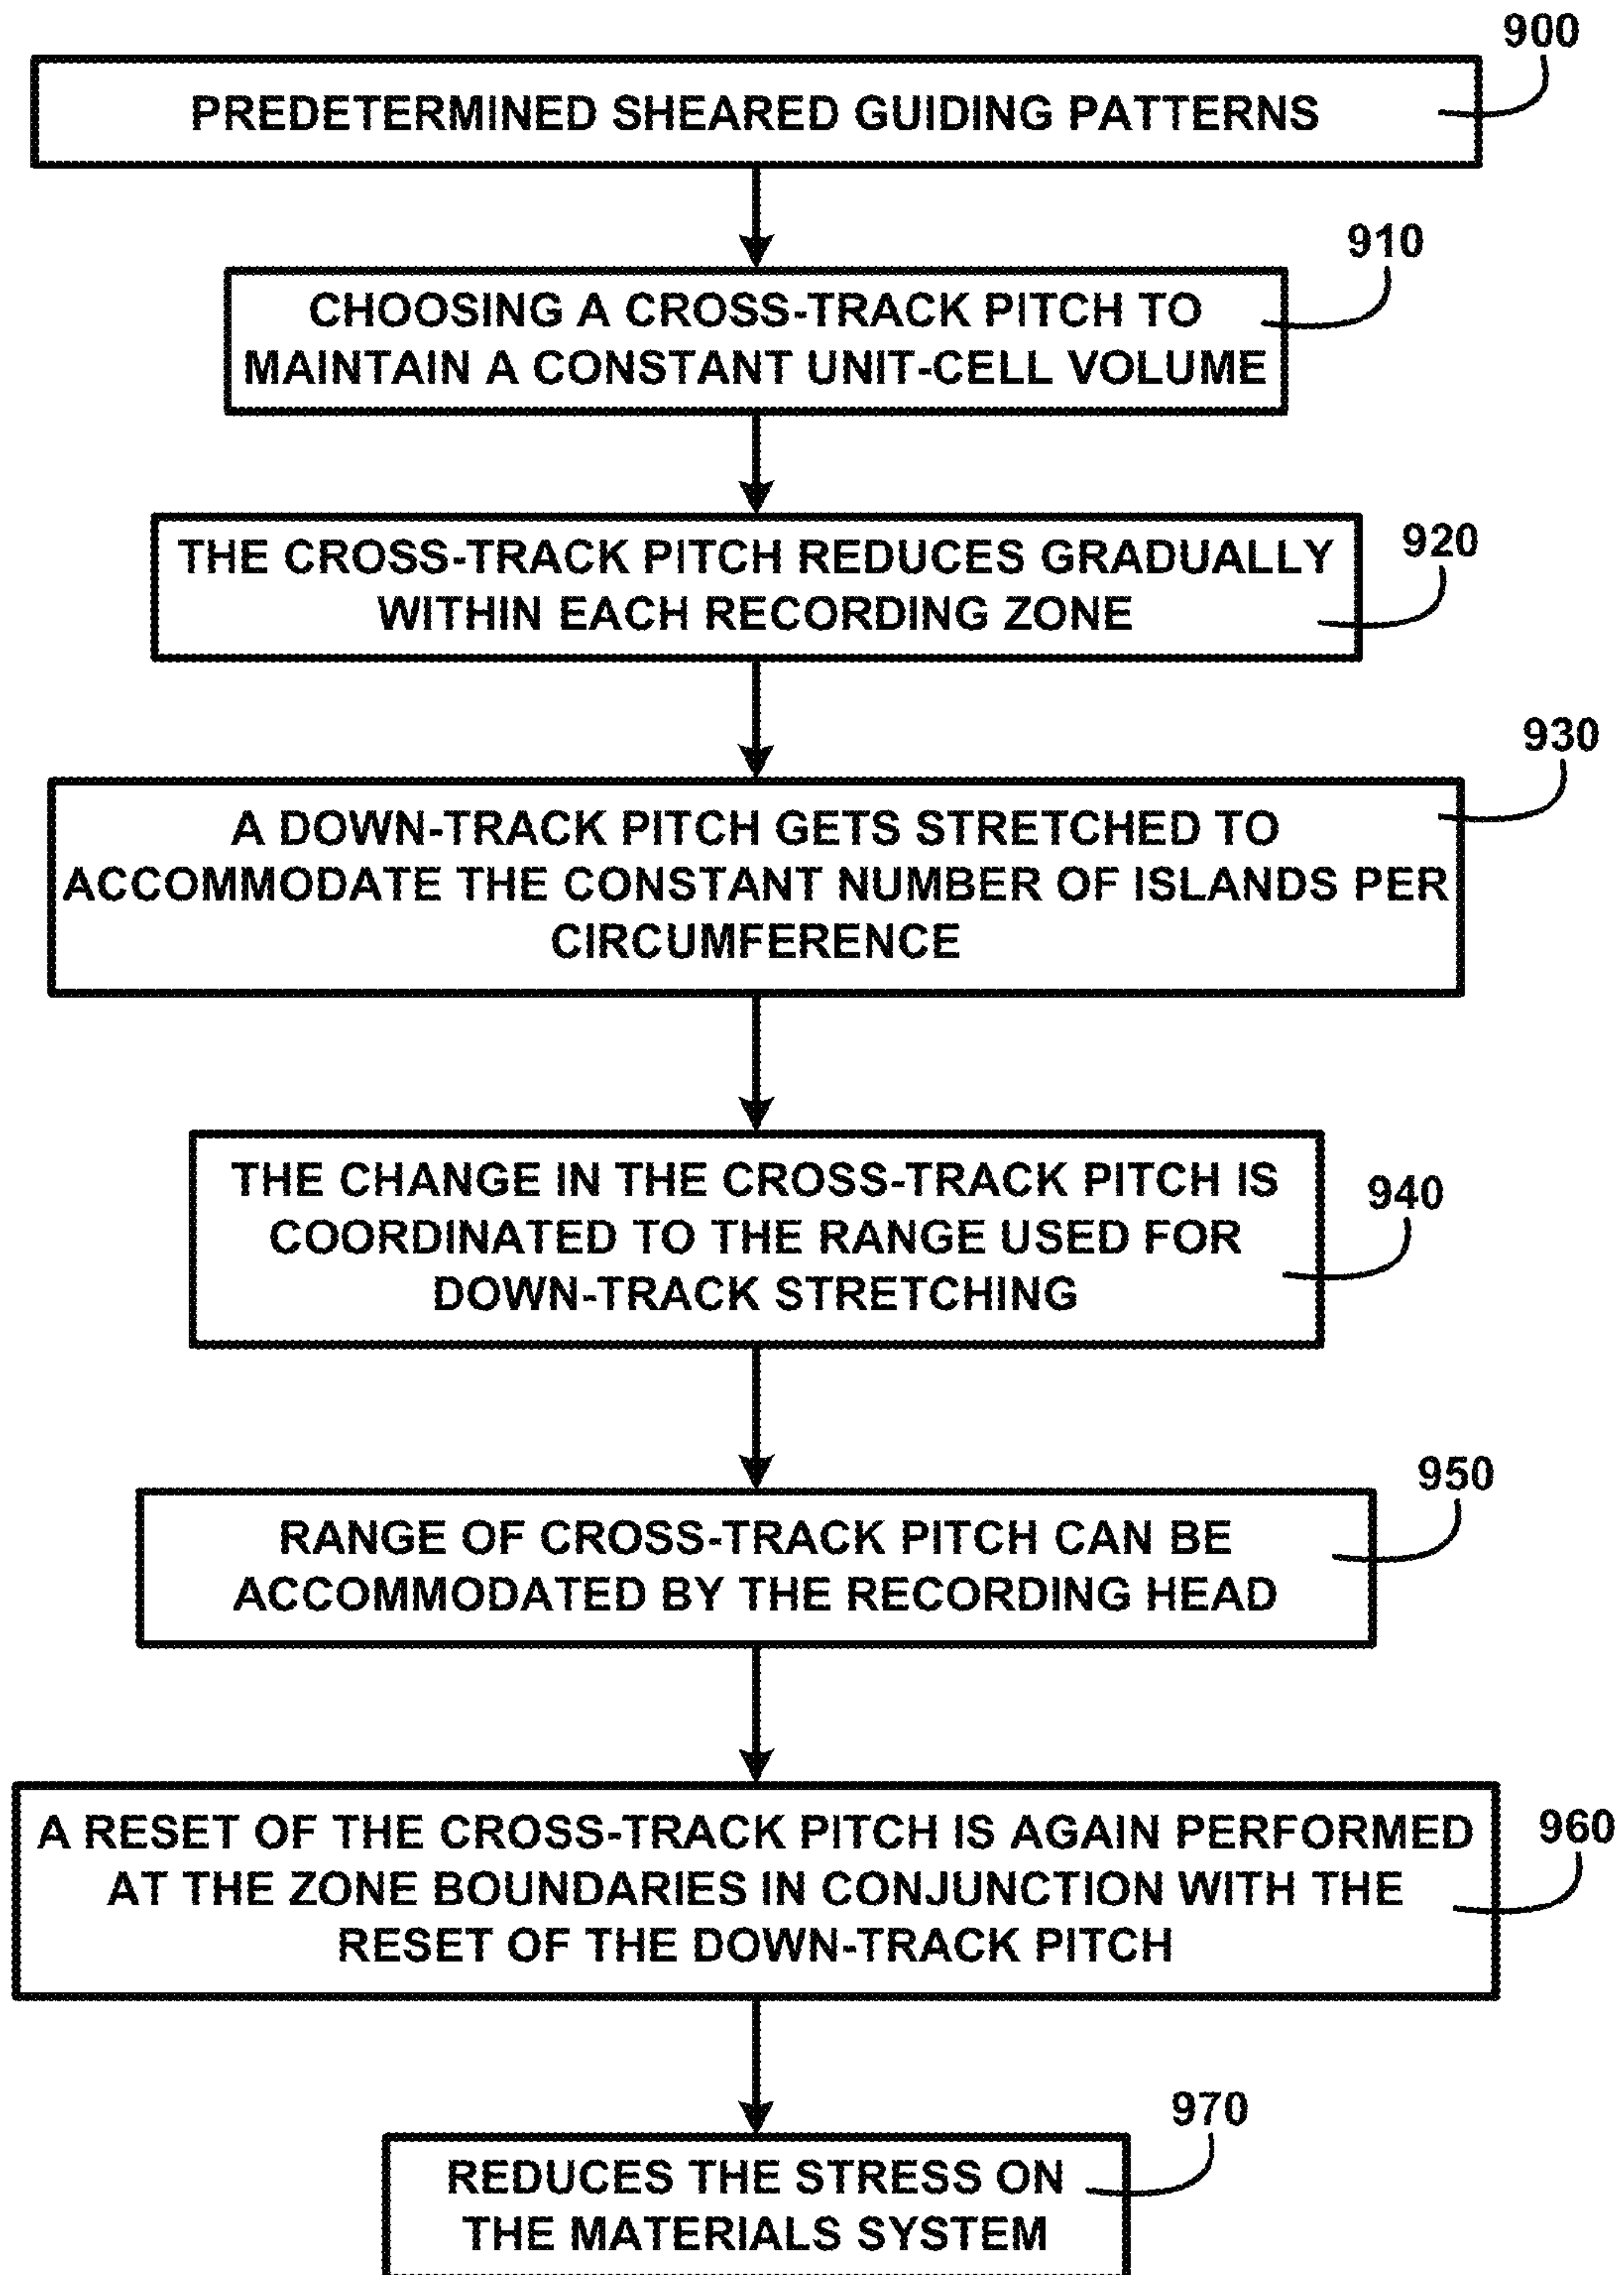 900
PREDETERMINED SHEARED GUIDING PATTERNS
910
CHOOSING A CROSS-TRACK PITCH TO
MAINTAIN A CONSTANT UNIT-CELL VOLUME
920
THE CROSS-TRACK PITCH REDUCES GRADUALLY
WITHIN EACH RECORDING ZONE
930
A DOWN-TRACK PITCH GETS STRETCHED TO
ACCOMMODATE THE CONSTANT NUMBER OF ISLANDS PER
CIRCUMFERENCE
940
THE CHANGE IN THE CROSS-TRACK PITCH IS
COORDINATED TO THE RANGE USED FOR
DOWN-TRACK STRETCHING
950
RANGE OF CROSS-TRACK PITCH CAN BE
ACCOMMODATED BY THE RECORDING HEAD
960
A RESET OF THE CROSS-TRACK PITCH IS AGAIN PERFORMED
AT THE ZONE BOUNDARIES IN CONJUNCTION WITH THE
RESET OF THE DOWN-TRACK PITCH
970
REDUCES THE STRESS ON
THE MATERIALS SYSTEM